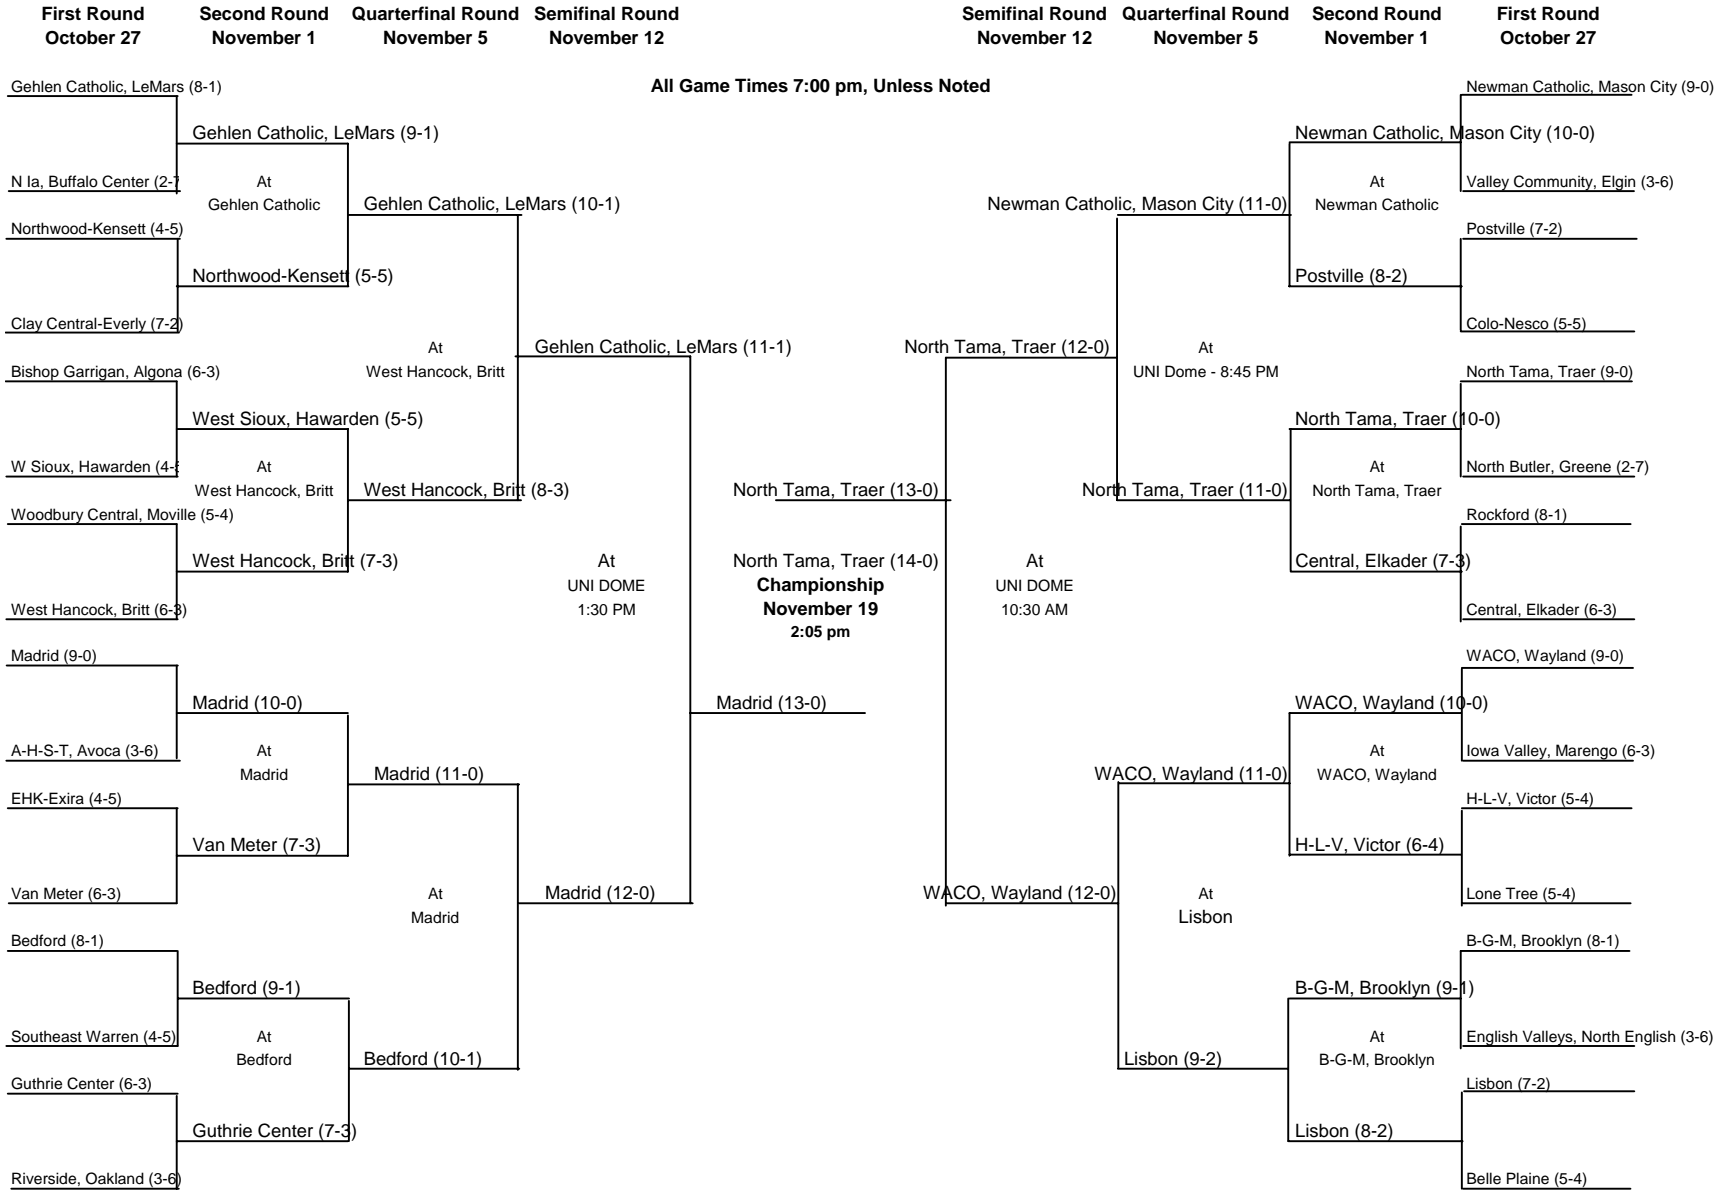 First Round
October 27
Second Round
November 1
Quarterfinal Round
November 5
Semifinal Round
November 12
Semifinal Round
November 12
Quarterfinal Round
November 5
Second Round
November 1
First Round
October 27
All Game Times 7:00 pm, Unless Noted
Gehlen Catholic, LeMars (8-1)
N Ia, Buffalo Center (2-7
Northwood-Kensett (4-5)
Clay Central-Everly (7-2)
Bishop Garrigan, Algona (6-3)
W Sioux, Hawarden (4-5
Woodbury Central, Moville (5-4)
West Hancock, Britt (6-3)
Madrid (9-0)
A-H-S-T, Avoca (3-6)
EHK-Exira (4-5)
Van Meter (6-3)
Bedford (8-1)
Southeast Warren (4-5)
Guthrie Center (6-3)
Riverside, Oakland (3-6)
Gehlen Catholic, LeMars (9-1)
At
Gehlen Catholic
Northwood-Kensett (5-5)
West Sioux, Hawarden (5-5)
At
West Hancock, Britt
West Hancock, Britt (7-3)
Madrid (10-0)
At
Madrid
Van Meter (7-3)
Bedford (9-1)
At
Bedford
Guthrie Center (7-3)
Gehlen Catholic, LeMars (10-1)
At
West Hancock, Britt
West Hancock, Britt (8-3)
Madrid (11-0)
At
Madrid
Bedford (10-1)
Gehlen Catholic, LeMars (11-1)
At
UNI DOME
1:30 PM
Madrid (12-0)
North Tama, Traer (13-0)
North Tama, Traer (14-0)
Championship
November 19
2:05 pm
Madrid (13-0)
North Tama, Traer (12-0)
At
UNI DOME
10:30 AM
WACO, Wayland (12-0)
Newman Catholic, Mason City (11-0)
At
UNI Dome - 8:45 PM
North Tama, Traer (11-0)
WACO, Wayland (11-0)
At
Lisbon
Lisbon (9-2)
Newman Catholic, Mason City (10-0)
At
Newman Catholic
Postville (8-2)
North Tama, Traer (10-0)
At
North Tama, Traer
Central, Elkader (7-3)
WACO, Wayland (10-0)
At
WACO, Wayland
H-L-V, Victor (6-4)
B-G-M, Brooklyn (9-1)
At
B-G-M, Brooklyn
Lisbon (8-2)
Newman Catholic, Mason City (9-0)
Valley Community, Elgin (3-6)
Postville (7-2)
Colo-Nesco (5-5)
North Tama, Traer (9-0)
North Butler, Greene (2-7)
Rockford (8-1)
Central, Elkader (6-3)
WACO, Wayland (9-0)
Iowa Valley, Marengo (6-3)
H-L-V, Victor (5-4)
Lone Tree (5-4)
B-G-M, Brooklyn (8-1)
English Valleys, North English (3-6)
Lisbon (7-2)
Belle Plaine (5-4)